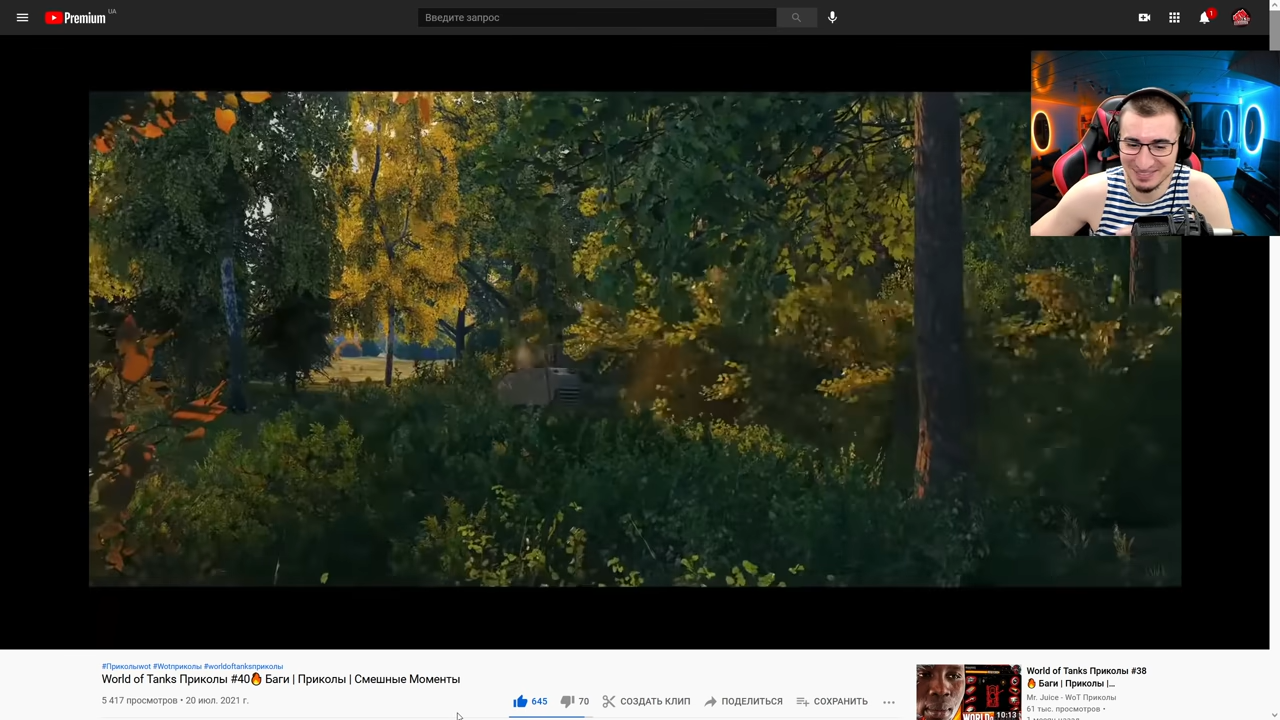 Premium UA
Введите запрос
1
#Приколыwot #Wotприколы #worldoftanksприколы
World of Tanks Приколы #40🔥 Баги | Приколы | Смешные Моменты
5 417 просмотров • 20 июл. 2021 г.
645
70
СОЗДАТЬ КЛИП
ПОДЕЛИТЬСЯ
СОХРАНИТЬ
World of Tanks Приколы #38
🔥 Баги | Приколы |...
Mr. Juice - WoT Приколы
61 тыс. просмотров •
10:13